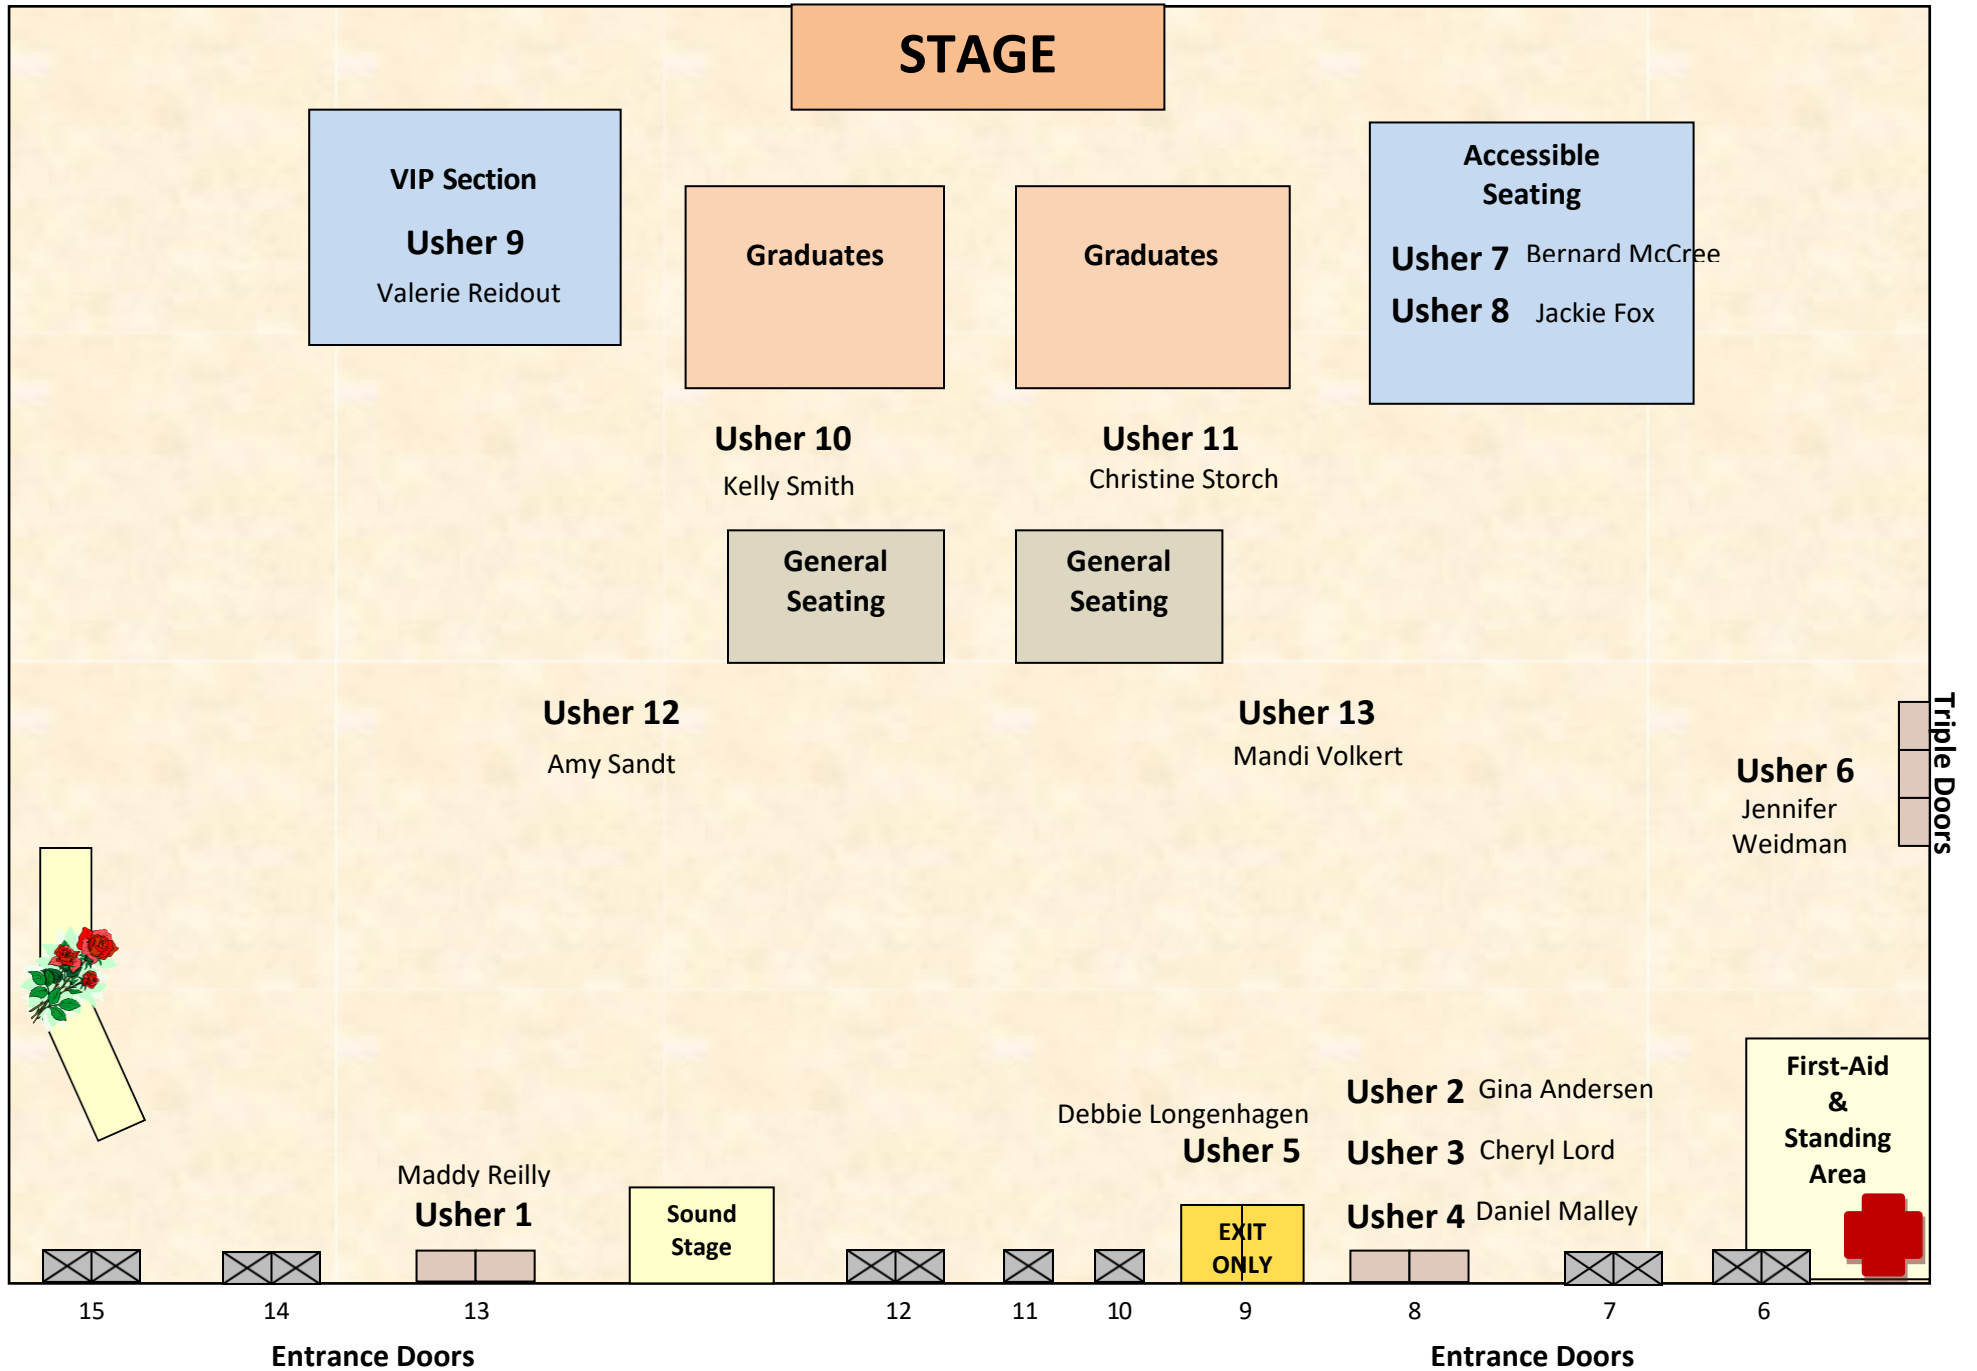 STAGE
VIP Section
Usher 9
Valerie Reidout
Graduates
Graduates
Accessible
Seating
Usher 7 Bernard McCree
Usher 8 Jackie Fox
Usher 10
Kelly Smith
Usher 11
Christine Storch
General
Seating
General
Seating
Usher 12
Amy Sandt
Usher 13
Mandi Volkert
Usher 6
Jennifer
Weidman
Triple Doors
Maddy Reilly
Usher 1
Sound
Stage
Debbie Longenhagen
Usher 5
EXIT
ONLY
Usher 2 Gina Andersen
Usher 3 Cheryl Lord
Usher 4 Daniel Malley
First-Aid
&
Standing
Area
15 14 13 12 11 10 9 8 7 6
Entrance Doors Entrance Doors